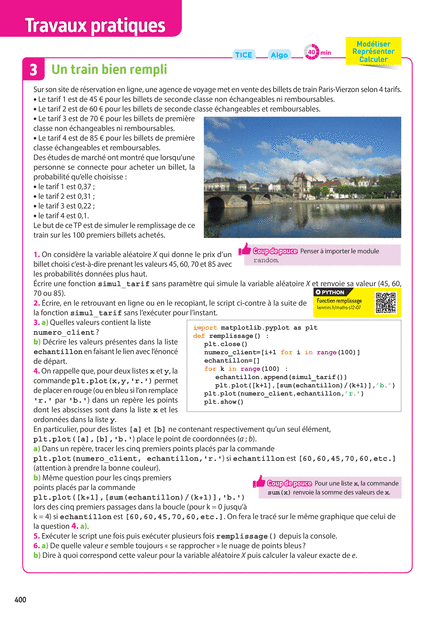 Travaux pratiques
TICE
Algo
40 min
Modéliser
Représenter
Calculer
3 Un train bien rempli
Sur son site de réservation en ligne, une agence de voyage met en vente des billets de train Paris-Vierzon selon 4 tarifs.
• Le tarif 1 est de 45 € pour les billets de seconde classe non échangeables ni remboursables.
• Le tarif 2 est de 60 € pour les billets de seconde classe échangeables et remboursables.
• Le tarif 3 est de 70 € pour les billets de première
classe non échangeables ni remboursables.
• Le tarif 4 est de 85 € pour les billets de première
classe échangeables et remboursables.
Des études de marché ont montré que lorsqu'une
personne se connecte pour acheter un billet, la
probabilité qu'elle choisisse :
• le tarif 1 est 0,37 ;
• le tarif 2 est 0,31 ;
• le tarif 3 est 0,22 ;
• le tarif 4 est 0,1.
Le but de ce TP est de simuler le remplissage de ce
train sur les 100 premiers billets achetés.
1. On considère la variable aléatoire X qui donne le prix d'un
billet choisi c'est-à-dire prenant les valeurs 45, 60, 70 et 85 avec
les probabilités données plus haut.
Coup de pouce Penser à importer le module
random.
Écrire une fonction simul_tarif sans paramètre qui simule la variable aléatoire X et renvoie sa valeur (45, 60,
70 ou 85).
2. Écrire, en le retrouvant en ligne ou en le recopiant, le script ci-contre à la suite de
la fonction simul_tarif sans l'exécuter pour l'instant.
PYTHON
Fonction remplissage
3. a) Quelles valeurs contient la liste
numero_client ?
b) Décrire les valeurs présentes dans la liste
echantillon en faisant le lien avec l'énoncé
de départ.
4. On rappelle que, pour deux listes x et y, la
commande plt.plot(x,y,'r.') permet
de placer en rouge (ou en bleu si l'on remplace
'r.' par 'b.') dans un repère les points
dont les abscisses sont dans la liste x et les
ordonnées dans la liste y.
import matplotlib.pyplot as plt
def remplissage() :
plt.close()
numero_client=[i+1 for i in range(100)]
echantillon=[]
for k in range(100) :
echantillon.append(simul_tarif())
plt.plot([k+1],[sum(echantillon)/(k+1)],'b.')
plt.plot(numero_client,echantillon,'r.')
plt.show()
En particulier, pour des listes [a] et [b] ne contenant respectivement qu'un seul élément,
plt.plot([a],[b],'b.') place le point de coordonnées (a ; b).
a) Dans un repère, tracer les cinq premiers points placés par la commande
plt.plot(numero_client, echantillon,'r.') si echantillon est [60,60,45,70,60,etc.]
(attention à prendre la bonne couleur).
b) Même question pour les cinq premiers
points placés par la commande
plt.plot([k+1],[sum(echantillon)/(k+1)],'b.')
Coup de pouce Pour une liste x, la commande
sum(x) renvoie la somme des valeurs de x.
lors des cinq premiers passages dans la boucle (pour k = 0 jusqu'à
k = 4) si echantillon est [60,60,45,70,60,etc.]. On fera le tracé sur le même graphique que celui de
la question 4. a).
5. Exécuter le script une fois puis exécuter plusieurs fois remplissage() depuis la console.
6. a) De quelle valeur e semble toujours « se rapprocher » le nuage de points bleus ?
b) Dire à quoi correspond cette valeur pour la variable aléatoire X puis calculer la valeur exacte de e.
400